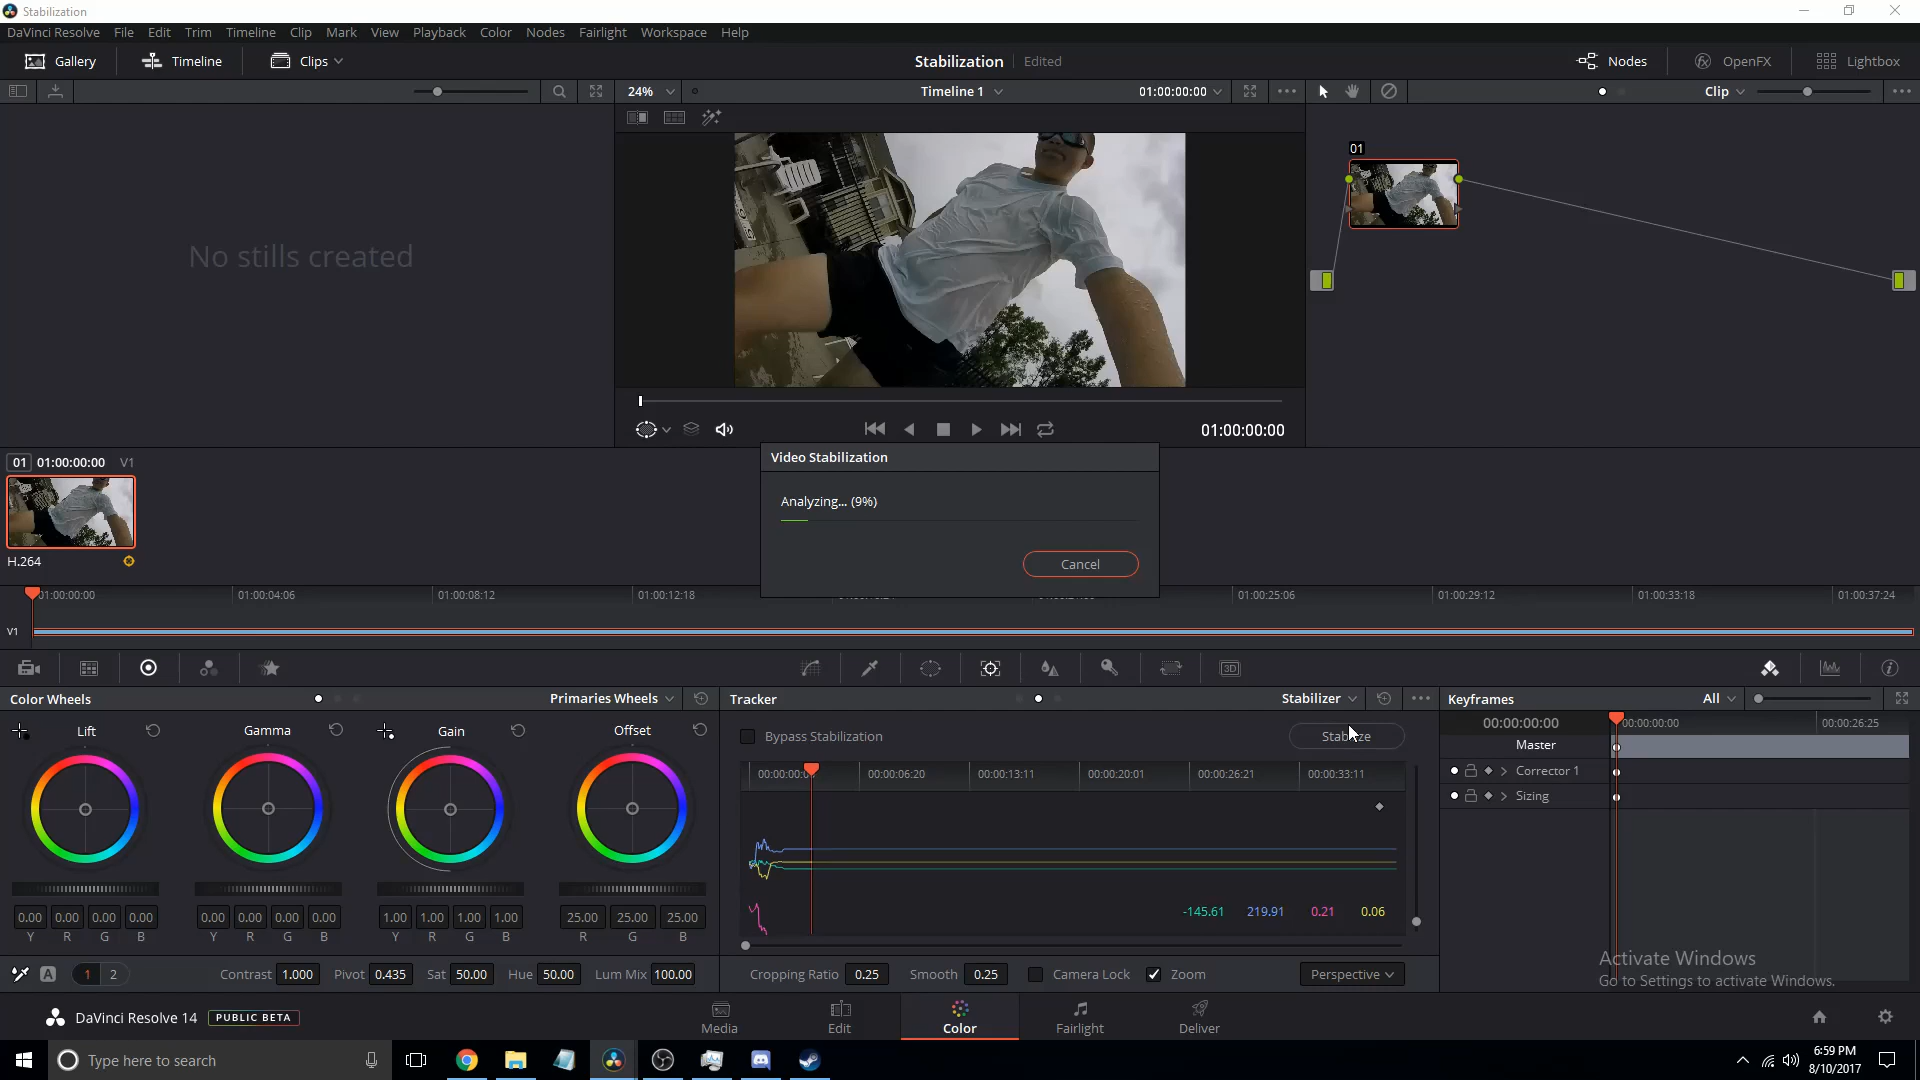 Stabilization
DaVinci Resolve File Edit Trim Timeline Clip Mark View Playback Color Nodes Fairlight Workspace Help
Gallery Timeline Clips Stabilization Edited Nodes OpenFX Lightbox
24% Timeline 1 01:00:00:00 Clip
01
No stills created
01:00:00:00
01 01:00:00:00 V1
Video Stabilization
Analyzing... (9%)
Cancel
H.264
01:00:00:00 01:00:04:06 01:00:08:12 01:00:12:18 01:00:25:06 01:00:29:12 01:00:33:18 01:00:37:24
V1
3D
Color Wheels Primaries Wheels Tracker Stabilizer Keyframes All
00:00:00:00 00:00:00:00 00:00:26:25
Lift Gamma Gain Offset Bypass Stabilization
Master
00:00:06:20 00:00:13:11 00:00:20:01 00:00:26:21 00:00:33:11
Corrector 1
Sizing
-145.61 219.91 0.21 0.06
0.00 0.00 0.00 0.00 0.00 0.00 0.00 0.00 1.00 1.00 1.00 1.00 25.00 25.00 25.00
Y R G B Y R G B Y R G B R G B
A 1 2 Contrast 1.000 Pivot 0.435 Sat 50.00 Hue 50.00 Lum Mix 100.00 Cropping Ratio 0.25 Smooth 0.25 Camera Lock Zoom Perspective
Activate Windows
Go to Settings to activate Windows.
DaVinci Resolve 14 PUBLIC BETA Media Edit Color Fairlight Deliver
Type here to search
6:59 PM
8/10/2017